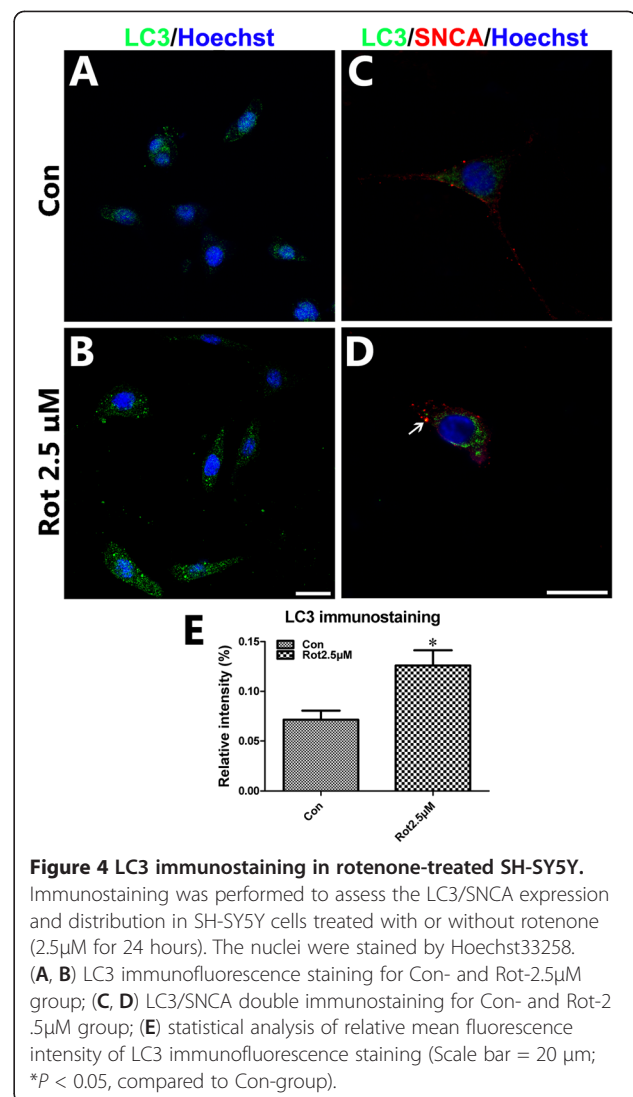 LC3/Hoechst
LC3/SNCA/Hoechst
A
C
Con
B
D
Rot 2.5 μM
E
LC3 immunostaining
Relative intensity (%)
0.15
0.10
0.05
0.00
Con
Rot2.5μM
*
Con
Rot2.5μM
Figure 4 LC3 immunostaining in rotenone-treated SH-SY5Y.
Immunostaining was performed to assess the LC3/SNCA expression
and distribution in SH-SY5Y cells treated with or without rotenone
(2.5μM for 24 hours). The nuclei were stained by Hoechst33258.
(A, B) LC3 immunofluorescence staining for Con- and Rot-2.5μM
group; (C, D) LC3/SNCA double immunostaining for Con- and Rot-2
.5μM group; (E) statistical analysis of relative mean fluorescence
intensity of LC3 immunofluorescence staining (Scale bar = 20 μm;
*P < 0.05, compared to Con-group).